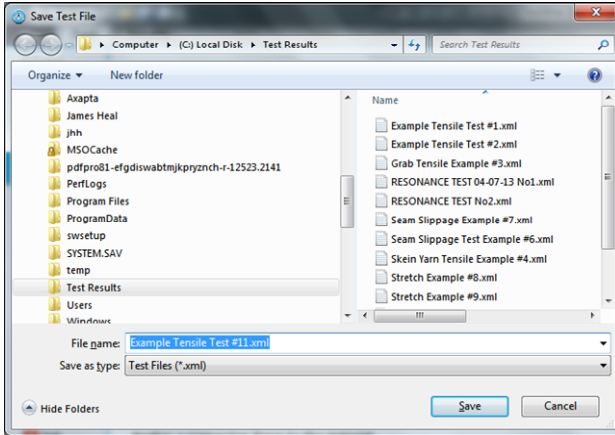 Save Test File
Computer ▸ (C:) Local Disk ▸ Test Results
Search Test Results
Organize
New folder
Axapta
James Heal
jhh
MSOCache
pdfpro81-efgdiswabtmjkpryznch-r-12523.2141
PerfLogs
Program Files
ProgramData
swsetup
SYSTEM.SAV
temp
Test Results
Users
Windows
Name
Example Tensile Test #1.xml
Example Tensile Test #2.xml
Grab Tensile Example #3.xml
RESONANCE TEST 04-07-13 No1.xml
RESONANCE TEST No2.xml
Seam Slippage Example #7.xml
Seam Slippage Test Example #6.xml
Skein Yarn Tensile Example #4.xml
Stretch Example #8.xml
Stretch Example #9.xml
File name: Example Tensile Test #11.xml
Save as type: Test Files (*.xml)
Hide Folders
Save
Cancel